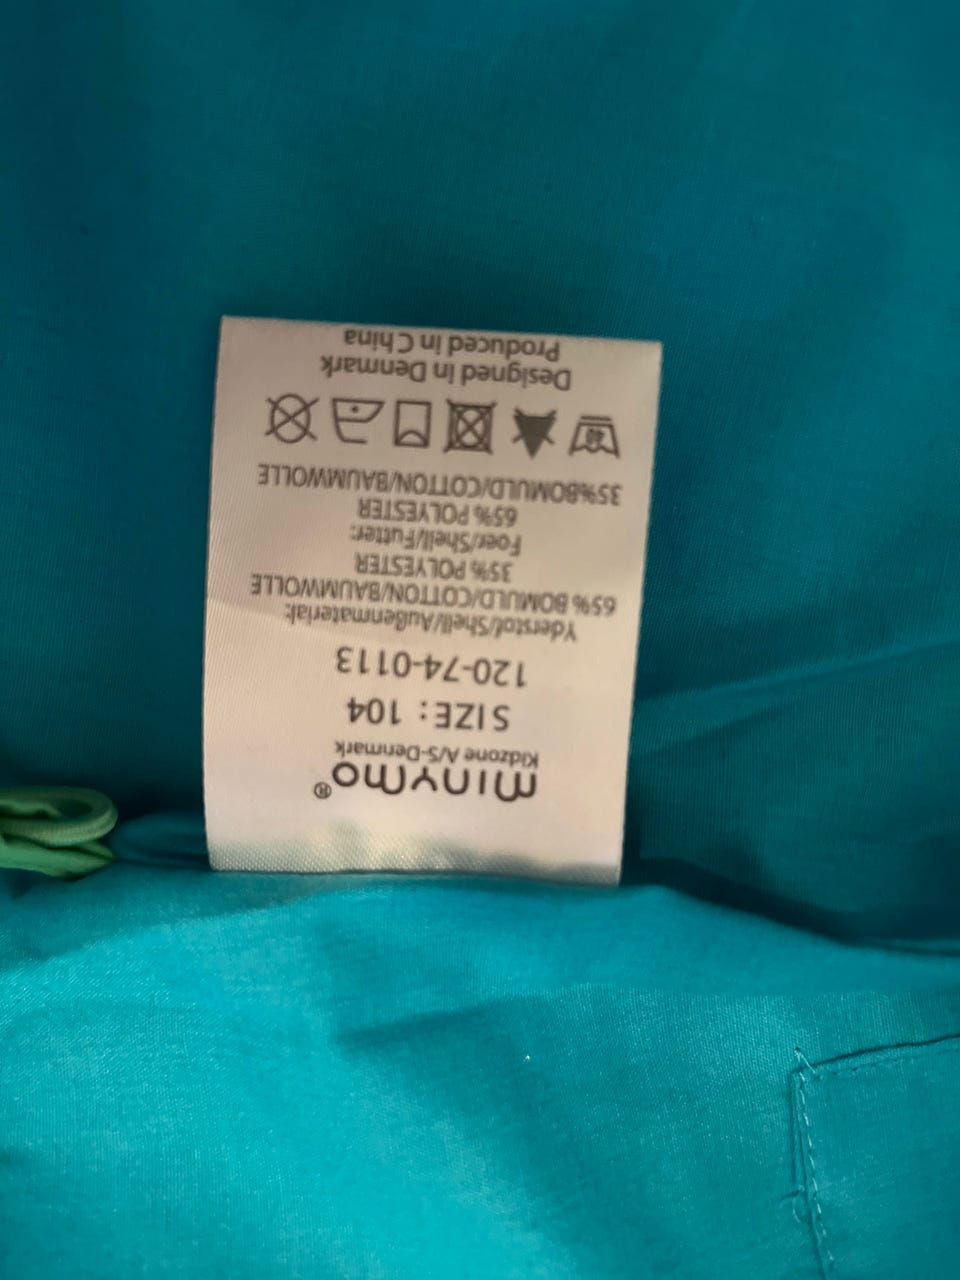 minymo®
Kidzone A/S-Denmark
SIZE: 104
120-74-0113
Yderstof/Shell/Außenmaterial:
65% BOMULD/COTTON/BAUMWOLLE
35% POLYESTER
Foer/Shell/Futter:
65% POLYESTER
35%BOMULD/COTTON/BAUMWOLLE
40
Designed in Denmark
Produced in China